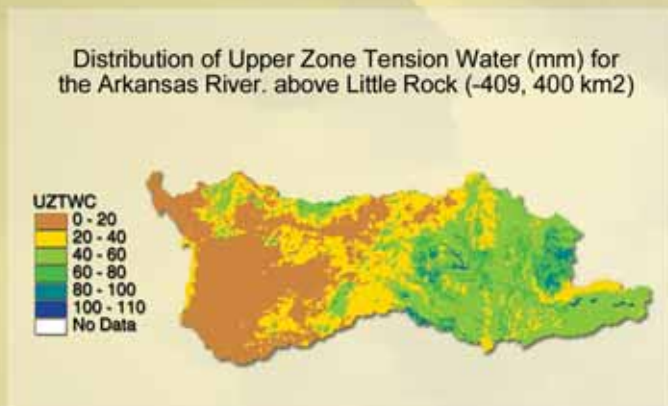 Distribution of Upper Zone Tension Water (mm) for
the Arkansas River. above Little Rock (-409, 400 km2)
UZTWC
0 - 20
20 - 40
40 - 60
60 - 80
80 - 100
100 - 110
No Data